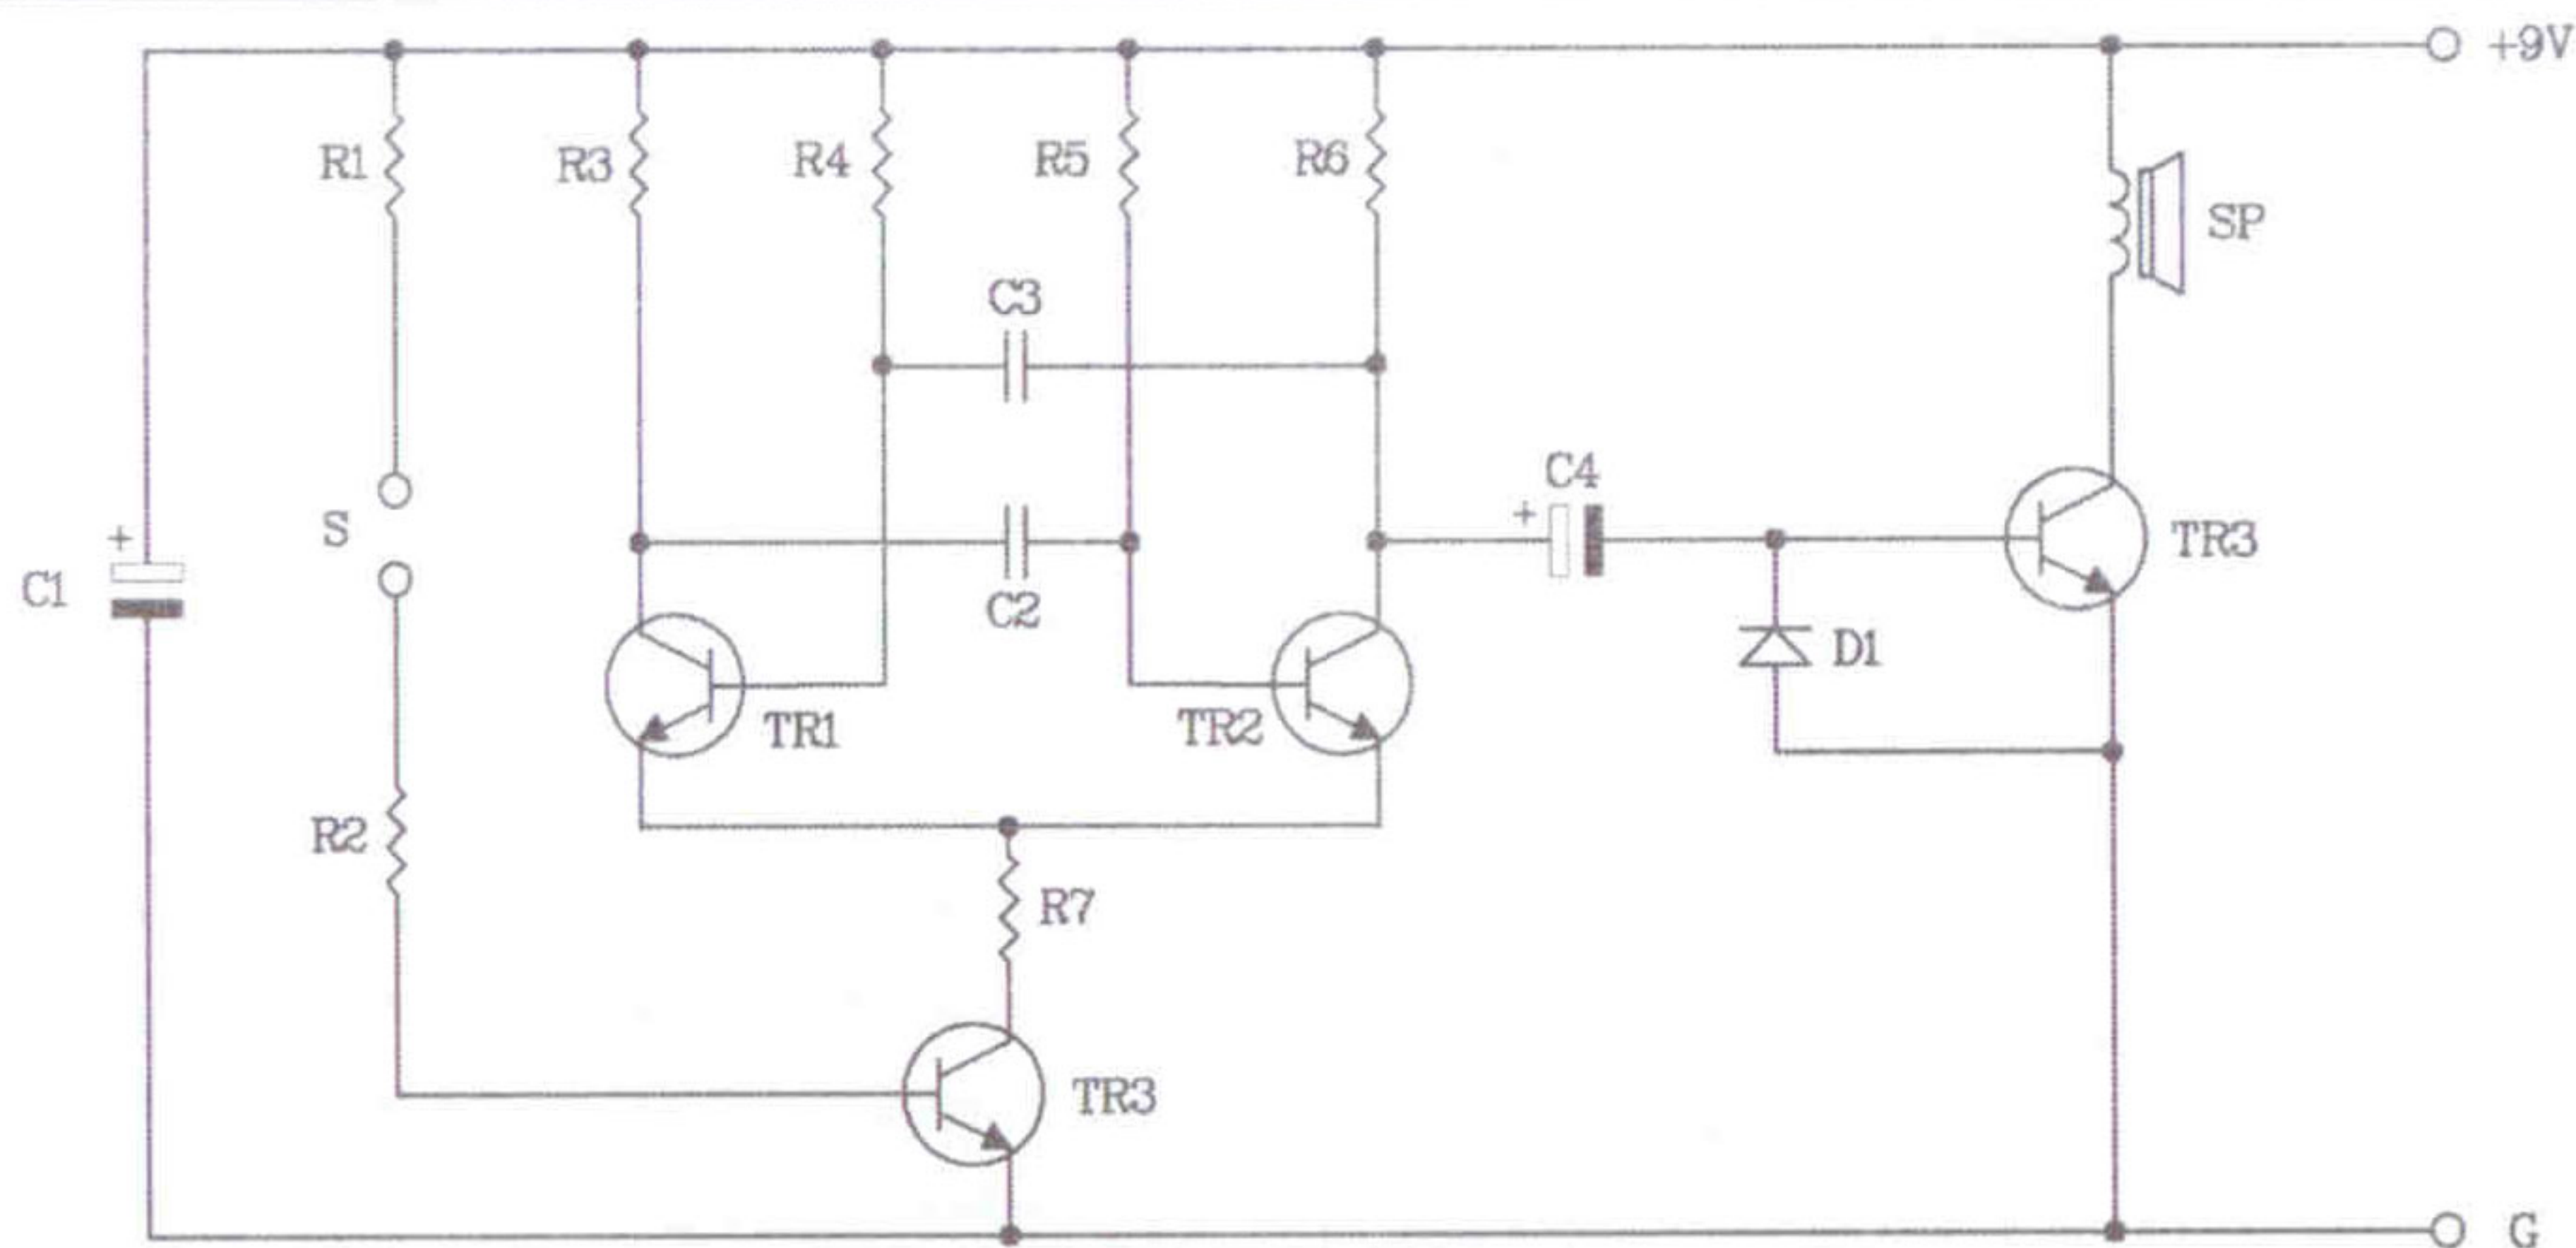 +9V
R1
R3
R4
R5
R6
SP
C3
C4
+
S
+
TR3
C1
C2
D1
TR1
TR2
R2
R7
TR3
G